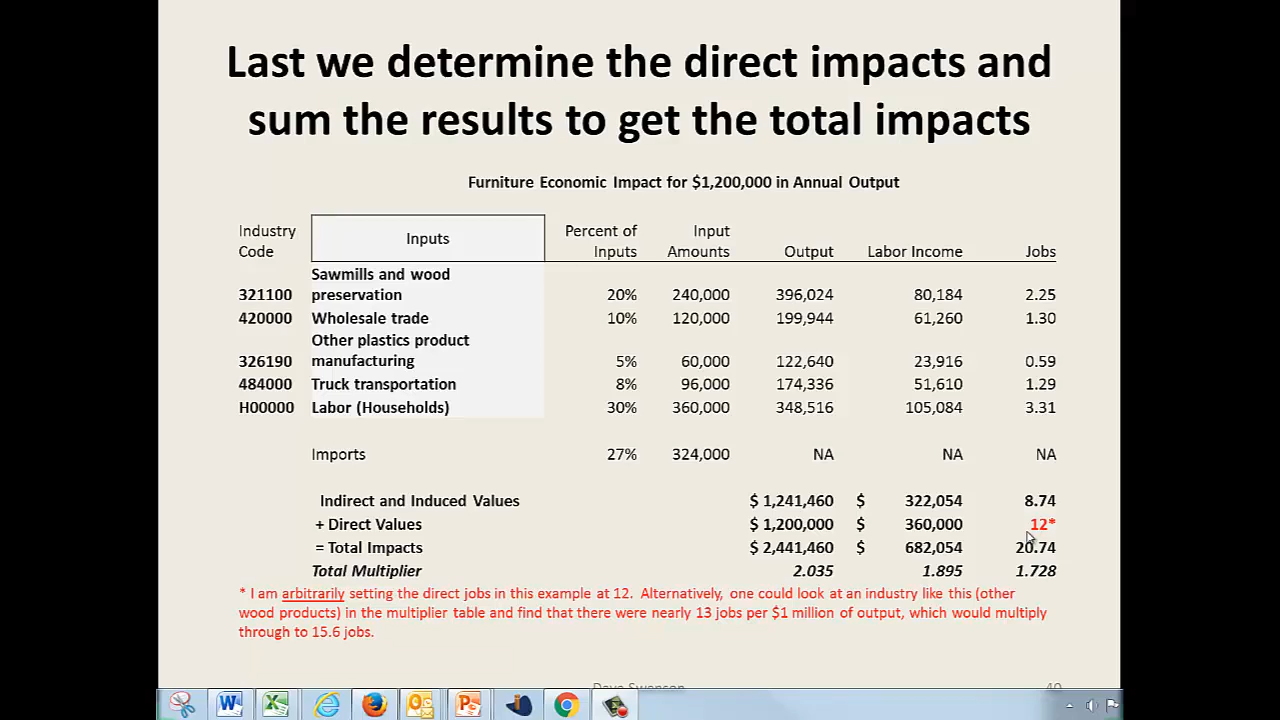 Last we determine the direct impacts and
sum the results to get the total impacts
Furniture Economic Impact for $1,200,000 in Annual Output
Industry Code Inputs Percent of Inputs Input Amounts Output Labor Income Jobs
321100 Sawmills and wood preservation 20% 240,000 396,024 80,184 2.25
420000 Wholesale trade 10% 120,000 199,944 61,260 1.30
326190 Other plastics product manufacturing 5% 60,000 122,640 23,916 0.59
484000 Truck transportation 8% 96,000 174,336 51,610 1.29
H00000 Labor (Households) 30% 360,000 348,516 105,084 3.31
Imports 27% 324,000 NA NA NA
Indirect and Induced Values $ 1,241,460 $ 322,054 8.74
+ Direct Values $ 1,200,000 $ 360,000 12*
= Total Impacts $ 2,441,460 $ 682,054 20.74
Total Multiplier 2.035 1.895 1.728
* I am arbitrarily setting the direct jobs in this example at 12. Alternatively, one could look at an industry like this (other
wood products) in the multiplier table and find that there were nearly 13 jobs per $1 million of output, which would multiply
through to 15.6 jobs.
Dave Swenson 40